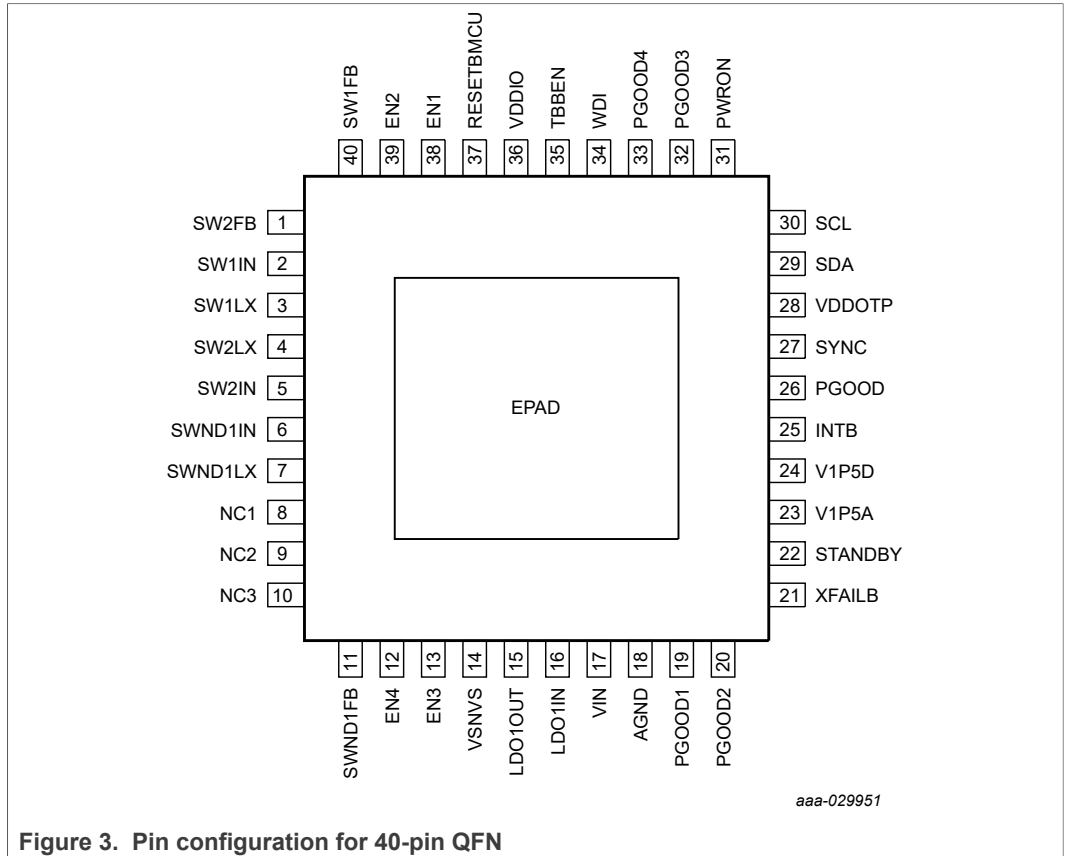 SW1FB
EN2
EN1
RESETBMCU
VDDIO
TBBEN
WDI
PGOOD4
PGOOD3
PWRON
40
39
38
37
36
35
34
33
32
31
SW2FB 1
SW1IN 2
SW1LX 3
SW2LX 4
SW2IN 5
SWND1IN 6
SWND1LX 7
NC1 8
NC2 9
NC3 10
EPAD
30 SCL
29 SDA
28 VDDOTP
27 SYNC
26 PGOOD
25 INTB
24 V1P5D
23 V1P5A
22 STANDBY
21 XFAILB
11
12
13
14
15
16
17
18
19
20
SWND1FB
EN4
EN3
VSNVS
LDO1OUT
LDO1IN
VIN
AGND
PGOOD1
PGOOD2
aaa-029951
Figure 3. Pin configuration for 40-pin QFN